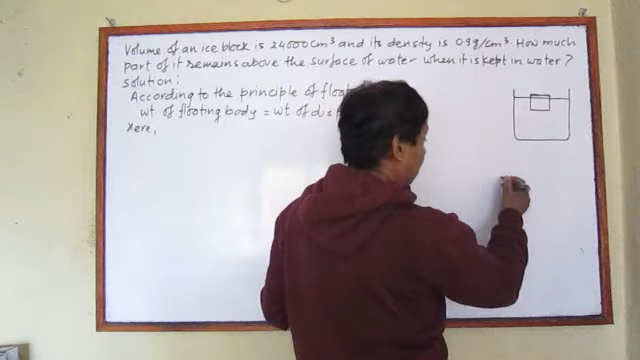 Volume of an ice block is 24000cm³ and its density is 0.9g/cm³. How much
part of it remains above the surface of water when it is kept in water?
Solution:
According to the principle of
wt of floating body = wt of
Here,